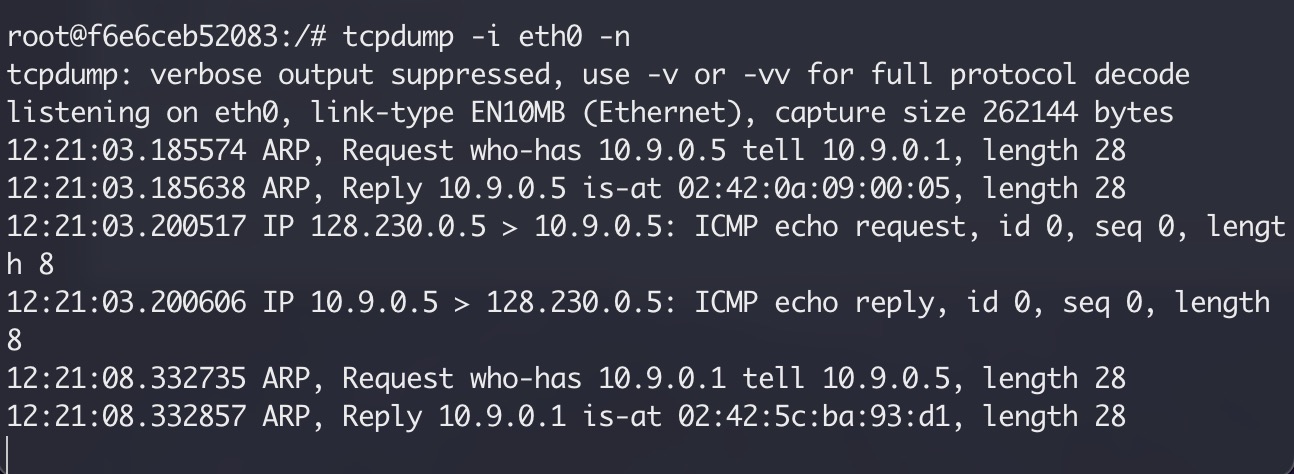 root@f6e6ceb52083:/# tcpdump -i eth0 -n
tcpdump: verbose output suppressed, use -v or -vv for full protocol decode
listening on eth0, link-type EN10MB (Ethernet), capture size 262144 bytes
12:21:03.185574 ARP, Request who-has 10.9.0.5 tell 10.9.0.1, length 28
12:21:03.185638 ARP, Reply 10.9.0.5 is-at 02:42:0a:09:00:05, length 28
12:21:03.200517 IP 128.230.0.5 > 10.9.0.5: ICMP echo request, id 0, seq 0, lengt
h 8
12:21:03.200606 IP 10.9.0.5 > 128.230.0.5: ICMP echo reply, id 0, seq 0, length
8
12:21:08.332735 ARP, Request who-has 10.9.0.1 tell 10.9.0.5, length 28
12:21:08.332857 ARP, Reply 10.9.0.1 is-at 02:42:5c:ba:93:d1, length 28